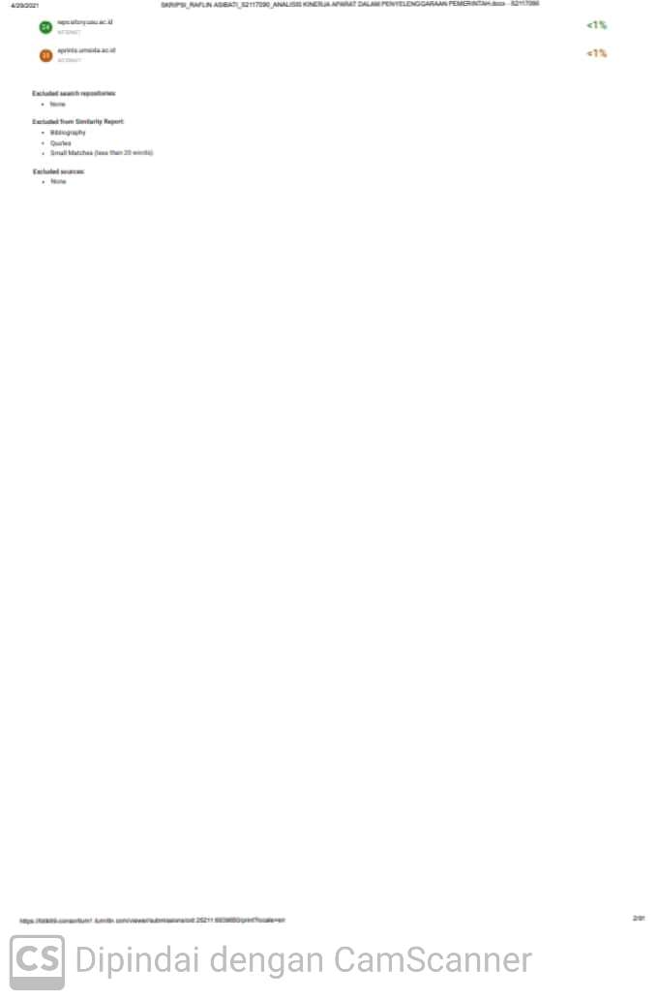 4/29/2021
SKRIPSI_RAFLIN ASIBATI_S2117090_ANALISIS KINERJA APARAT DALAM PENYELENGGARAAN PEMERINTAH.docx - S2117090
24 repository.usu.ac.id <1%
INTERNET
25 eprints.umsida.ac.id <1%
INTERNET
Excluded search repositories:
• None
Excluded from Similarity Report:
• Bibliography
• Quotes
• Small Matches (less than 20 words)
Excluded sources:
• None
2/91
CS Dipindai dengan CamScanner